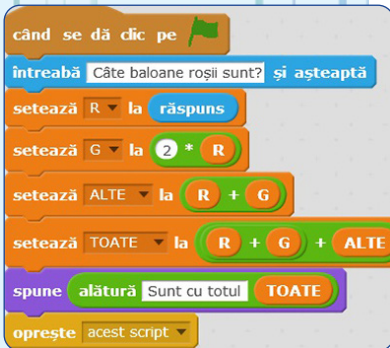 când se dă clic pe
întreabă Câte baloane roșii sunt? și așteaptă
setează R la răspuns
setează G la 2 * R
setează ALTE la R + G
setează TOATE la R + G + ALTE
spune alătură Sunt cu totul TOATE
oprește acest script